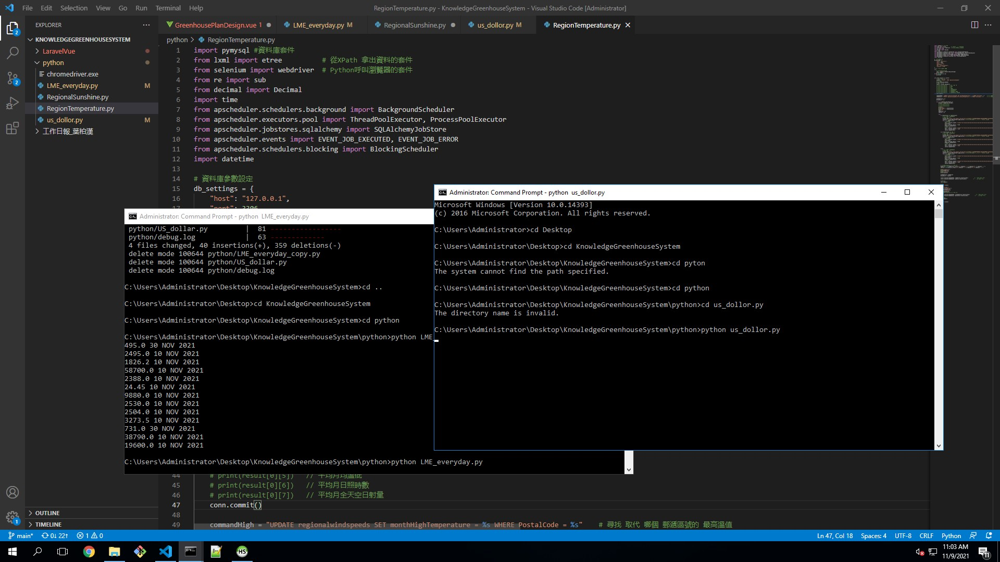 File Edit Selection View Go Run Terminal Help
RegionTemperature.py - KnowledgeGreenhouseSystem - Visual Studio Code [Administrator]
EXPLORER
GreenhousePlanDesign.vue 1
LME_everyday.py M
RegionalSunshine.py
us_dollor.py M
RegionTemperature.py
KNOWLEDGEGREENHOUSESYSTEM
LaravelVue
python
chromedriver.exe
LME_everyday.py M
RegionalSunshine.py
RegionTemperature.py
us_dollor.py M
工作日報_葉柏漢
OUTLINE
TIMELINE
python > RegionTemperature.py
1 import pymysql #資料庫套件
2 from lxml import etree # 從XPath 拿出資料的套件
3 from selenium import webdriver # Python呼叫瀏覽器的套件
4 from re import sub
5 from decimal import Decimal
6 import time
7 from apscheduler.schedulers.background import BackgroundScheduler
8 from apscheduler.executors.pool import ThreadPoolExecutor, ProcessPoolExecutor
9 from apscheduler.jobstores.sqlalchemy import SQLAlchemyJobStore
10 from apscheduler.events import EVENT_JOB_EXECUTED, EVENT_JOB_ERROR
11 from apscheduler.schedulers.blocking import BlockingScheduler
12 import datetime
13
14 # 資料庫參數設定
15 db_settings = {
16 "host": "127.0.0.1",
17 "port": 3306,
Administrator: Command Prompt - python LME_everyday.py
python/US_dollar.py | 81 -----------------
python/debug.log | 63 -------------
4 files changed, 40 insertions(+), 359 deletions(-)
delete mode 100644 python/LME_everyday_copy.py
delete mode 100644 python/US_dollar.py
delete mode 100644 python/debug.log
C:\Users\Administrator\Desktop\KnowledgeGreenhouseSystem>cd ..
C:\Users\Administrator\Desktop>cd KnowledgeGreenhouseSystem
C:\Users\Administrator\Desktop\KnowledgeGreenhouseSystem>cd python
C:\Users\Administrator\Desktop\KnowledgeGreenhouseSystem\python>python LME_
495.0 30 NOV 2021
2495.0 10 NOV 2021
1826.2 10 NOV 2021
58700.0 10 NOV 2021
2388.0 10 NOV 2021
24.45 10 NOV 2021
9880.0 10 NOV 2021
2530.0 10 NOV 2021
2504.0 10 NOV 2021
3273.5 10 NOV 2021
731.0 30 NOV 2021
38790.0 10 NOV 2021
19600.0 10 NOV 2021
C:\Users\Administrator\Desktop\KnowledgeGreenhouseSystem\python>python LME_everyday.py
Administrator: Command Prompt - python us_dollor.py
Microsoft Windows [Version 10.0.14393]
(c) 2016 Microsoft Corporation. All rights reserved.
C:\Users\Administrator>cd Desktop
C:\Users\Administrator\Desktop>cd KnowledgeGreenhouseSystem
C:\Users\Administrator\Desktop\KnowledgeGreenhouseSystem>cd pyton
The system cannot find the path specified.
C:\Users\Administrator\Desktop\KnowledgeGreenhouseSystem>cd python
C:\Users\Administrator\Desktop\KnowledgeGreenhouseSystem\python>cd us_dollor.py
The directory name is invalid.
C:\Users\Administrator\Desktop\KnowledgeGreenhouseSystem\python>python us_dollor.py
44 # print(result[0][5]) // 平均月均溫低
45 # print(result[0][6]) // 平均月日照時數
46 # print(result[0][7]) // 平均月全天空日射量
47 conn.commit()
48
49 commandHigh = "UPDATE regionalwindspeeds SET monthHighTemperature = %s WHERE PostalCode = %s" # 尋找 取代 哪個 郵遞區號的 最高溫值
main* 0↓ 22↑ 1 0
Ln 47, Col 18 Spaces: 4 UTF-8 CRLF Python
HS
11:03 AM
11/9/2021
11